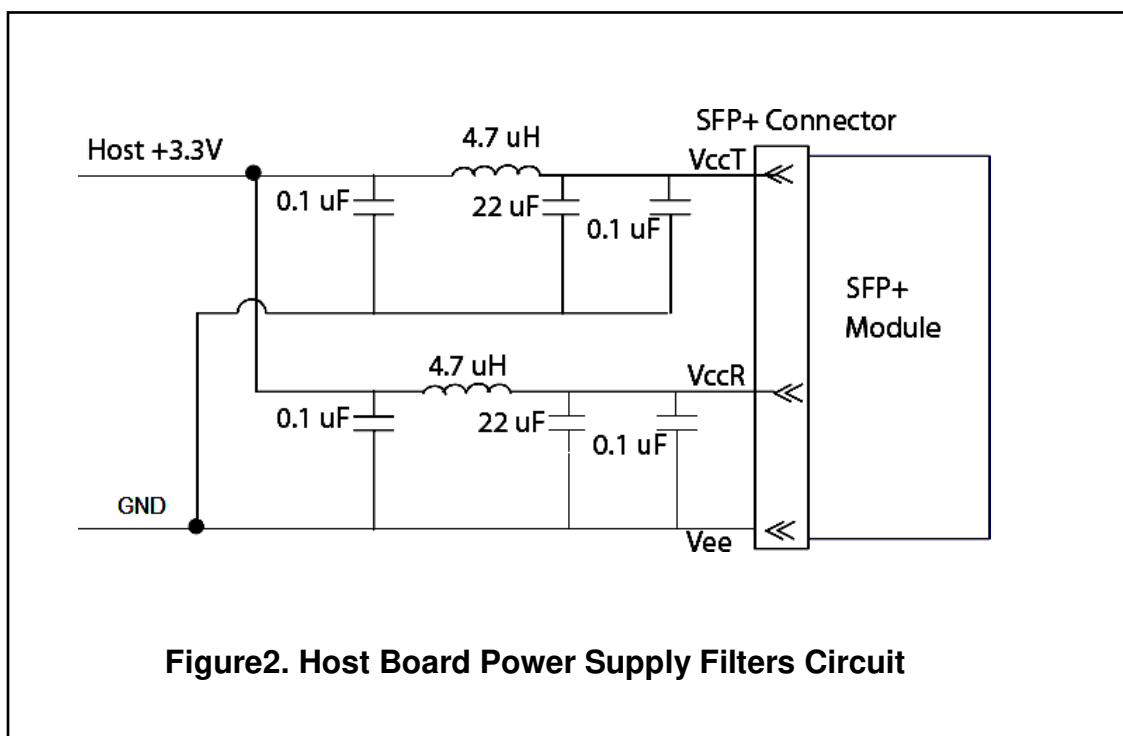 SFP+ Connector
Host +3.3V
4.7 uH
VccT
0.1 uF
22 uF
0.1 uF
SFP+
Module
4.7 uH
VccR
0.1 uF
22 uF
0.1 uF
GND
Vee
Figure2. Host Board Power Supply Filters Circuit